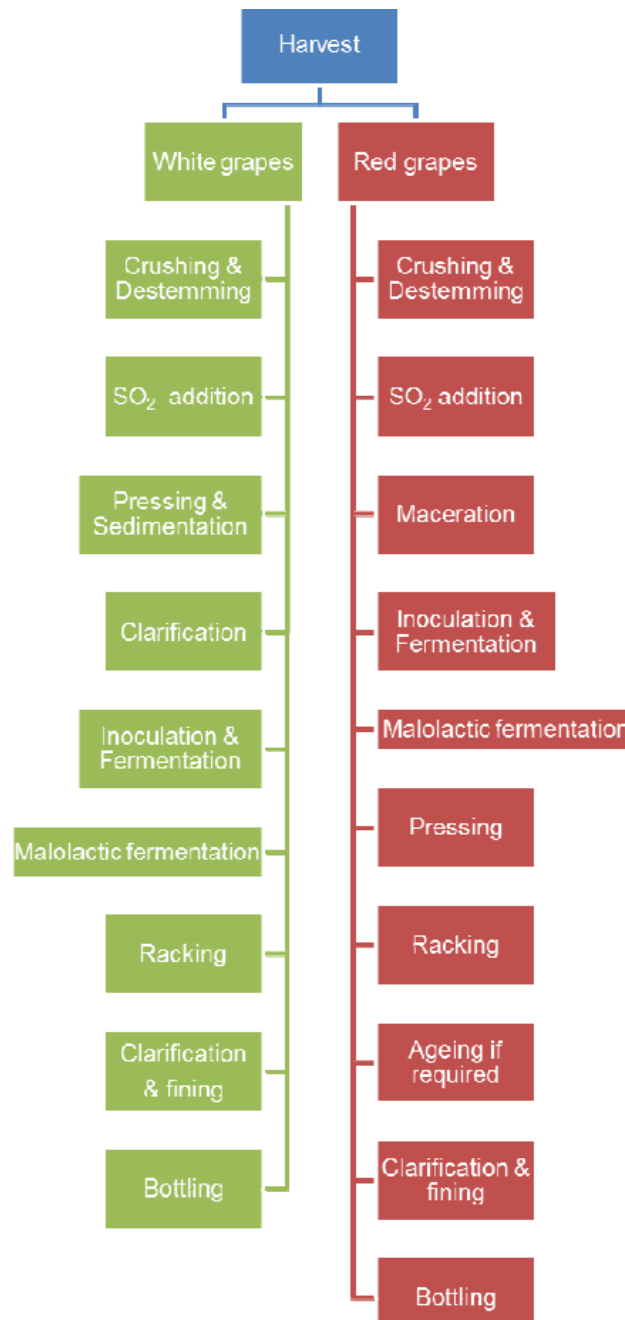 Harvest
White grapes
Crushing &
Destemming
SO₂ addition
Pressing &
Sedimentation
Clarification
Inoculation &
Fermentation
Malolactic fermentation
Racking
Clarification
& fining
Bottling
Red grapes
Crushing &
Destemming
SO₂ addition
Maceration
Inoculation &
Fermentation
Malolactic fermentation
Pressing
Racking
Ageing if
required
Clarification &
fining
Bottling